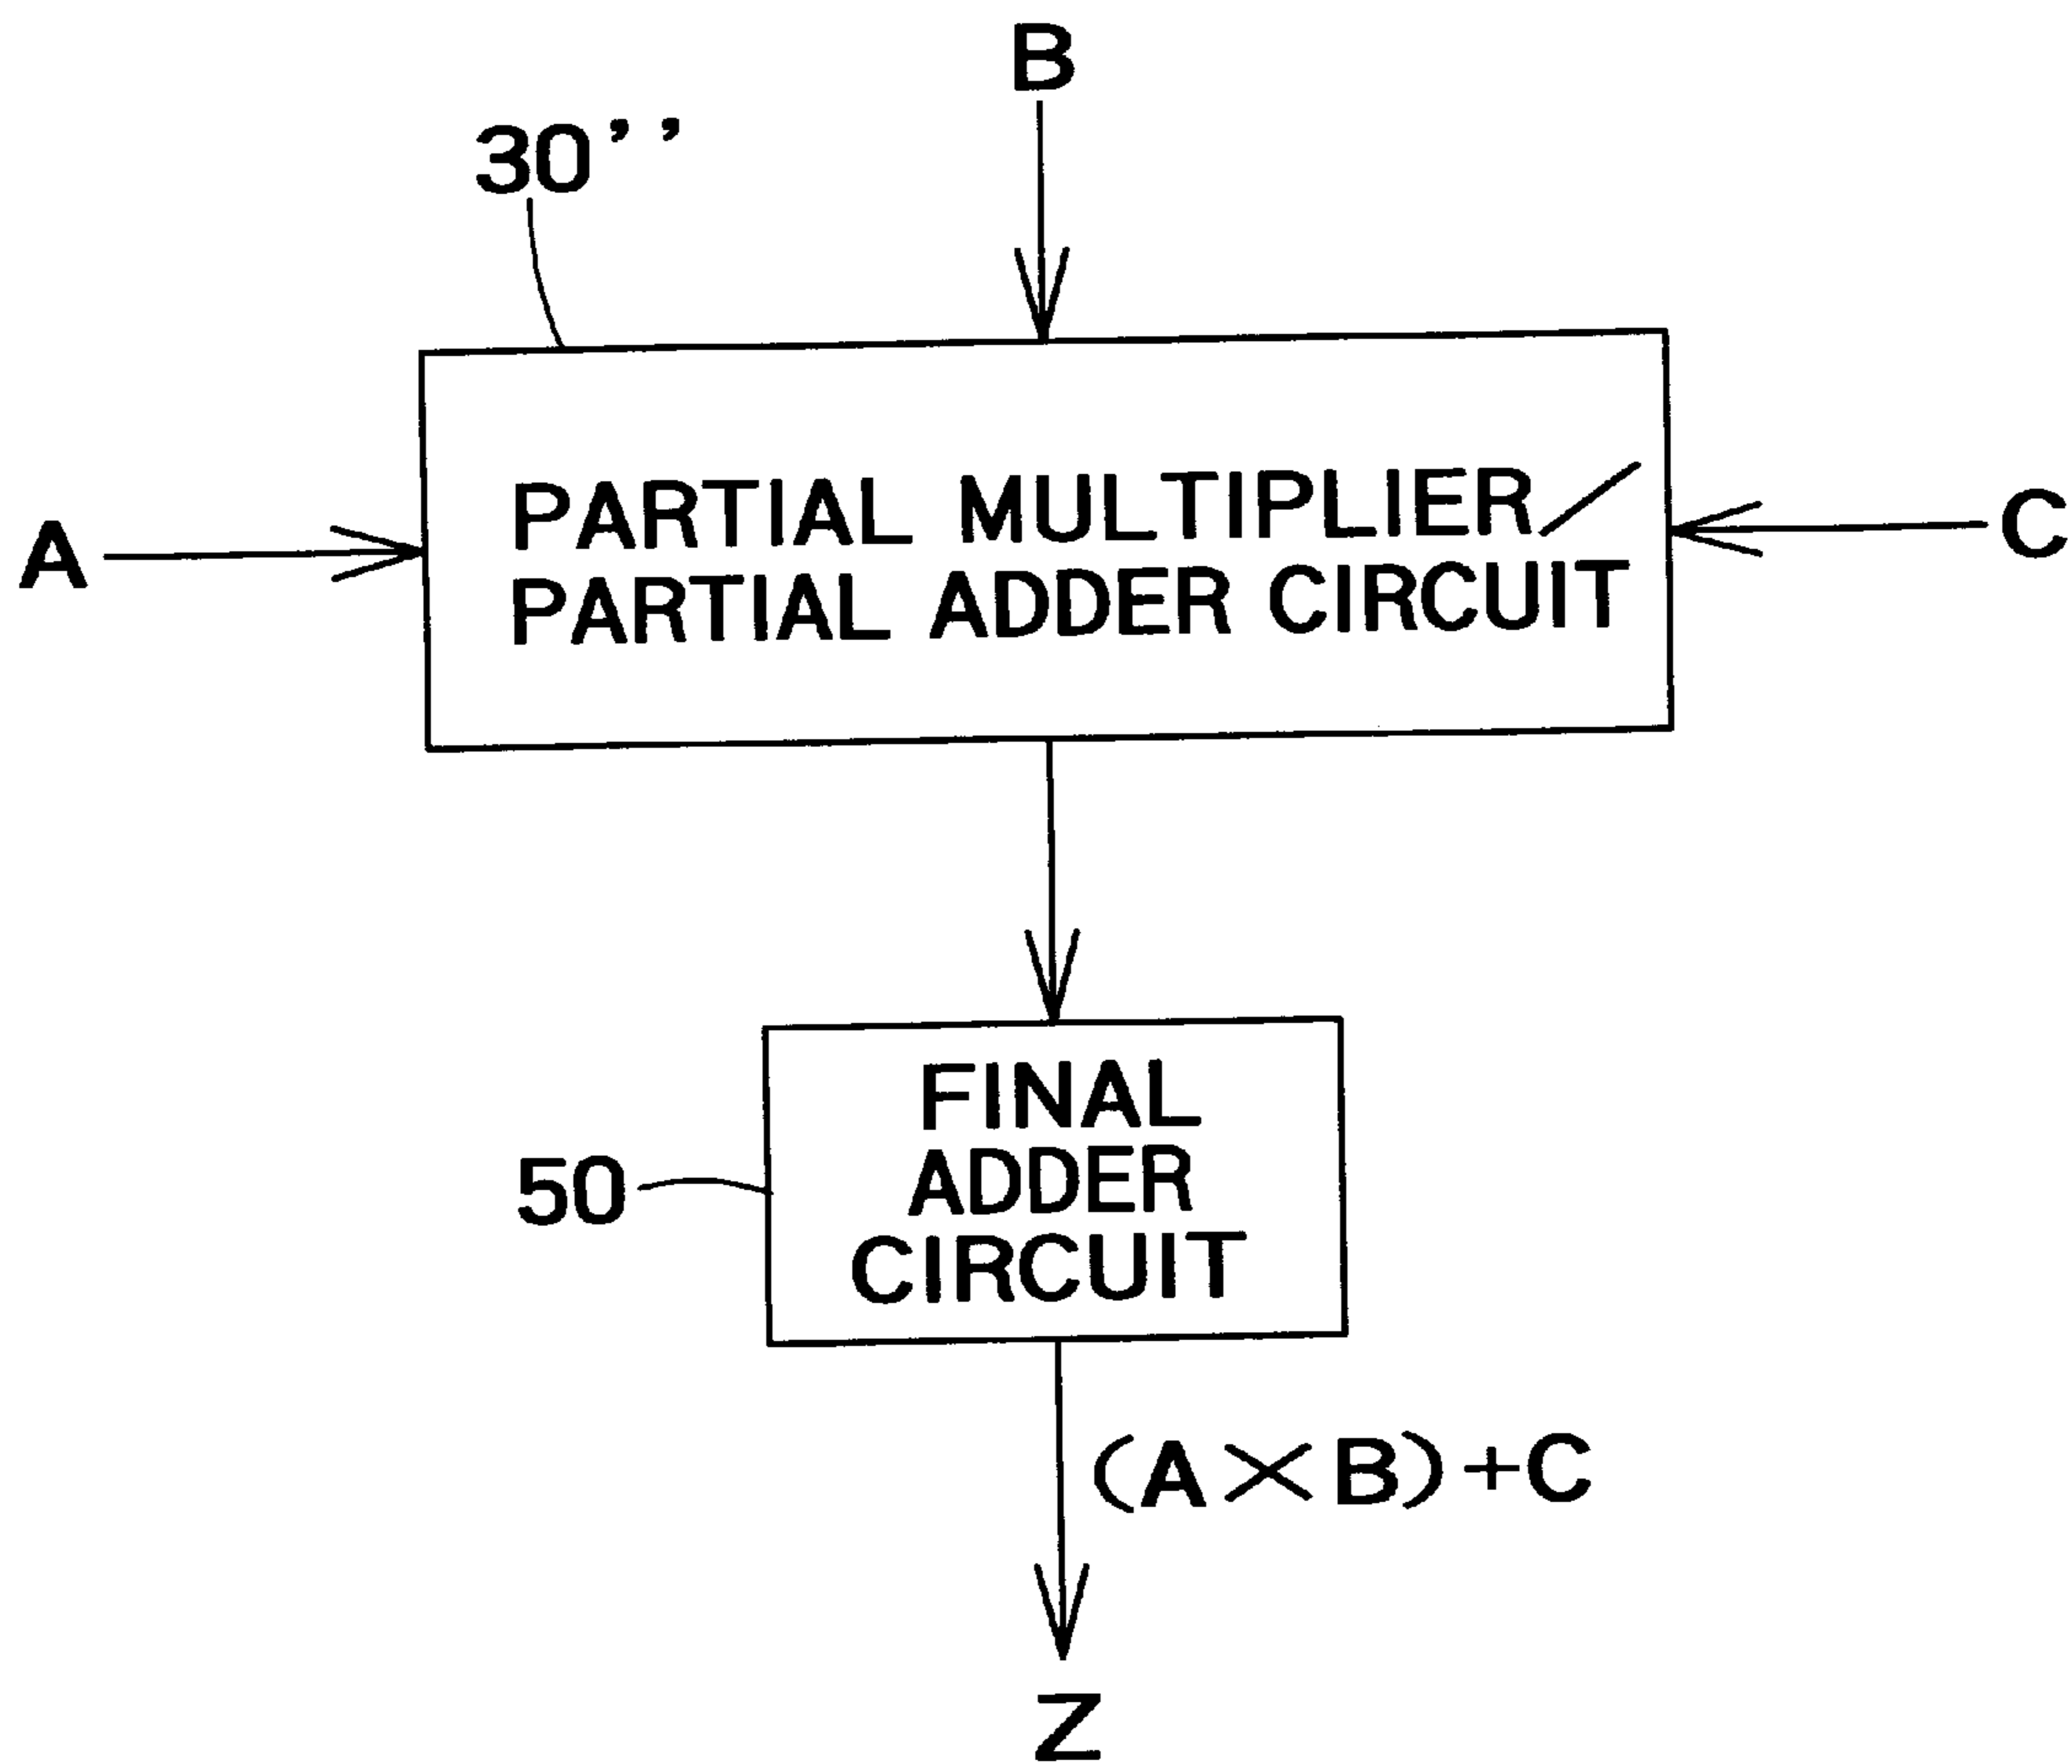 B
30’’
PARTIAL MULTIPLIER/
PARTIAL ADDER CIRCUIT
A
C
FINAL
ADDER
CIRCUIT
50
(A×B)+C
Z